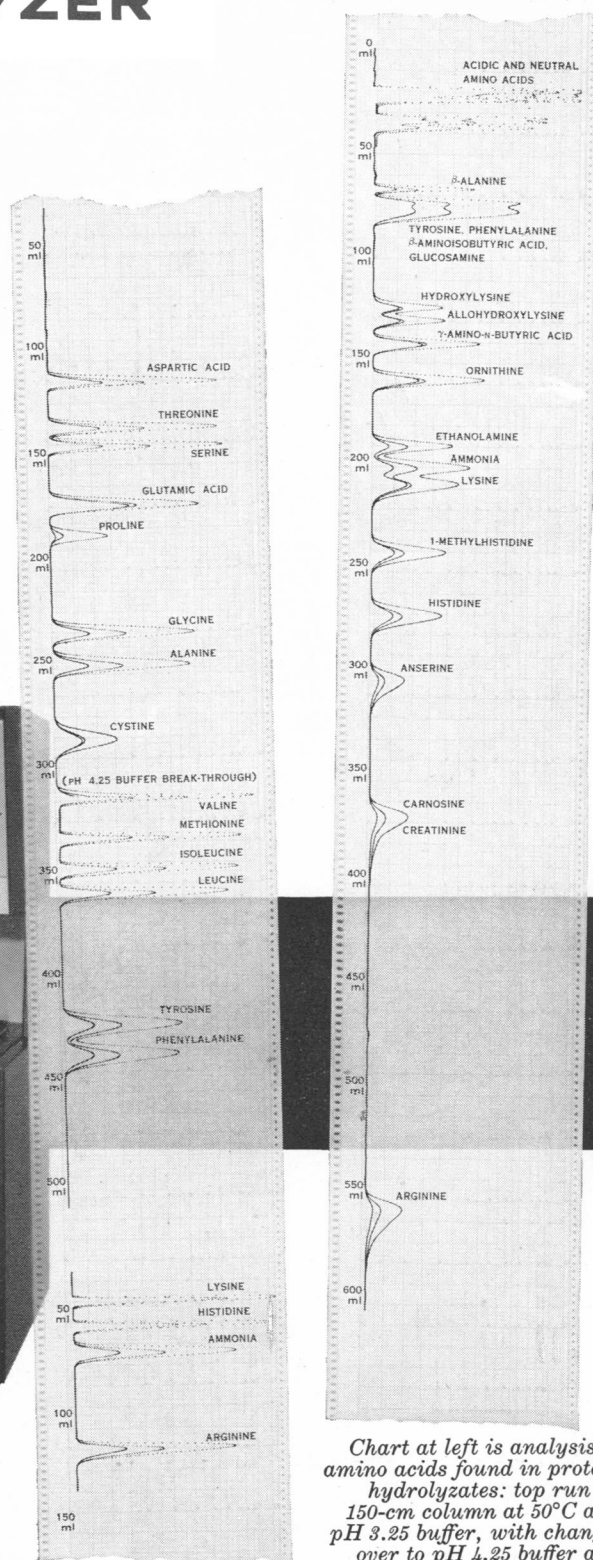 YZER
50
ml
100
ml
ASPARTIC ACID
THREONINE
150
ml
SERINE
GLUTAMIC ACID
PROLINE
200
ml
GLYCINE
250
ml
ALANINE
CYSTINE
300
ml
(PH 4.25 BUFFER BREAK-THROUGH)
VALINE
METHIONINE
ISOLEUCINE
350
ml
LEUCINE
400
ml
TYROSINE
PHENYLALANINE
450
ml
500
ml
LYSINE
50
ml
HISTIDINE
AMMONIA
100
ml
ARGININE
150
ml
0
ml
ACIDIC AND NEUTRAL
AMINO ACIDS
50
ml
β-ALANINE
TYROSINE, PHENYLALANINE
β-AMINOISOBUTYRIC ACID,
GLUCOSAMINE
100
ml
HYDROXYLYSINE
ALLOHYDROXYLYSINE
γ-AMINO-N-BUTYRIC ACID
150
ml
ORNITHINE
ETHANOLAMINE
200
ml
AMMONIA
LYSINE
1-METHYLHISTIDINE
250
ml
HISTIDINE
300
ml
ANSERINE
350
ml
CARNOSINE
CREATININE
400
ml
450
ml
500
ml
550
ml
ARGININE
600
ml
Chart at left is analysis
amino acids found in prote
hydrolyzates: top run
150-cm column at 50°C a
pH 3.25 buffer, with chang
over to pH 4.25 buffer a